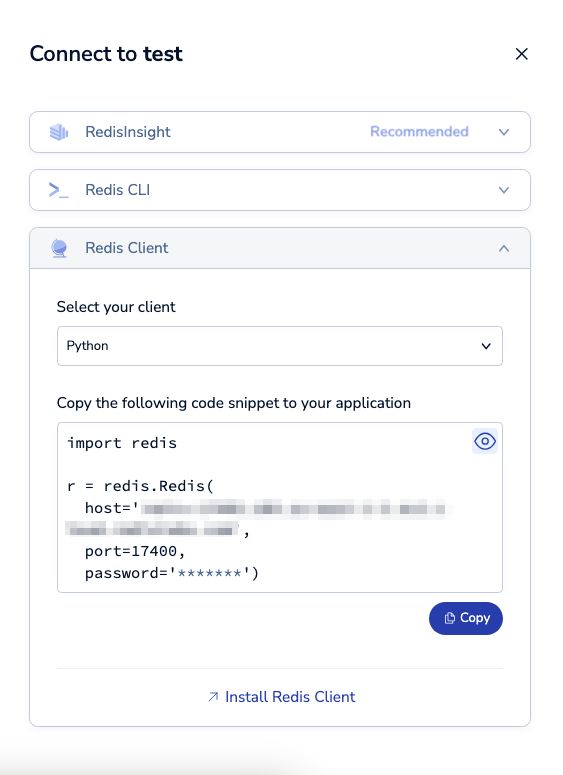 Connect to test
RedisInsight Recommended
Redis CLI
Redis Client
Select your client
Python
Copy the following code snippet to your application
import redis
r = redis.Redis(
host='
',
port=17400,
password='*******')
Copy
Install Redis Client